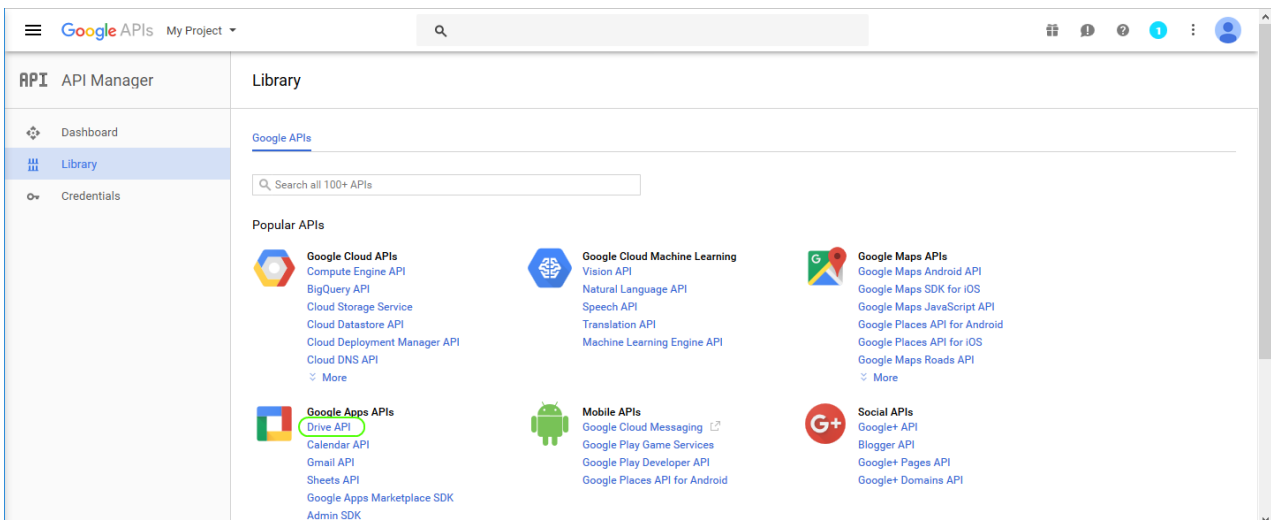 Google APIs My Project
1
API API Manager
Library
Dashboard
Library
Credentials
Google APIs
Search all 100+ APIs
Popular APIs
Google Cloud APIs
Compute Engine API
BigQuery API
Cloud Storage Service
Cloud Datastore API
Cloud Deployment Manager API
Cloud DNS API
More
Google Cloud Machine Learning
Vision API
Natural Language API
Speech API
Translation API
Machine Learning Engine API
Google Maps APIs
Google Maps Android API
Google Maps SDK for iOS
Google Maps JavaScript API
Google Places API for Android
Google Places API for iOS
Google Maps Roads API
More
Google Apps APIs
Drive API
Calendar API
Gmail API
Sheets API
Google Apps Marketplace SDK
Admin SDK
Mobile APIs
Google Cloud Messaging
Google Play Game Services
Google Play Developer API
Google Places API for Android
G+
Social APIs
Google+ API
Blogger API
Google+ Pages API
Google+ Domains API